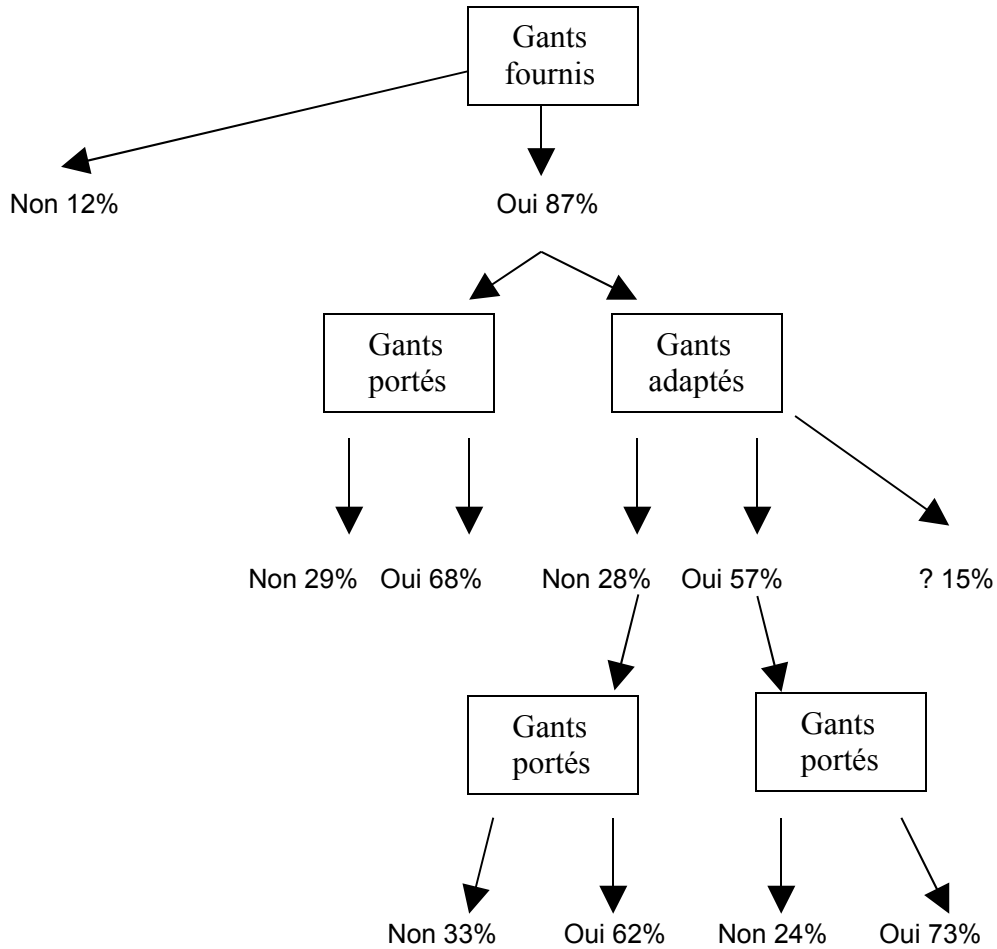 Gants
fournis
Non 12%
Oui 87%
Gants
portés
Gants
adaptés
Non 29%
Oui 68%
Non 28%
Oui 57%
? 15%
Gants
portés
Gants
portés
Non 33%
Oui 62%
Non 24%
Oui 73%